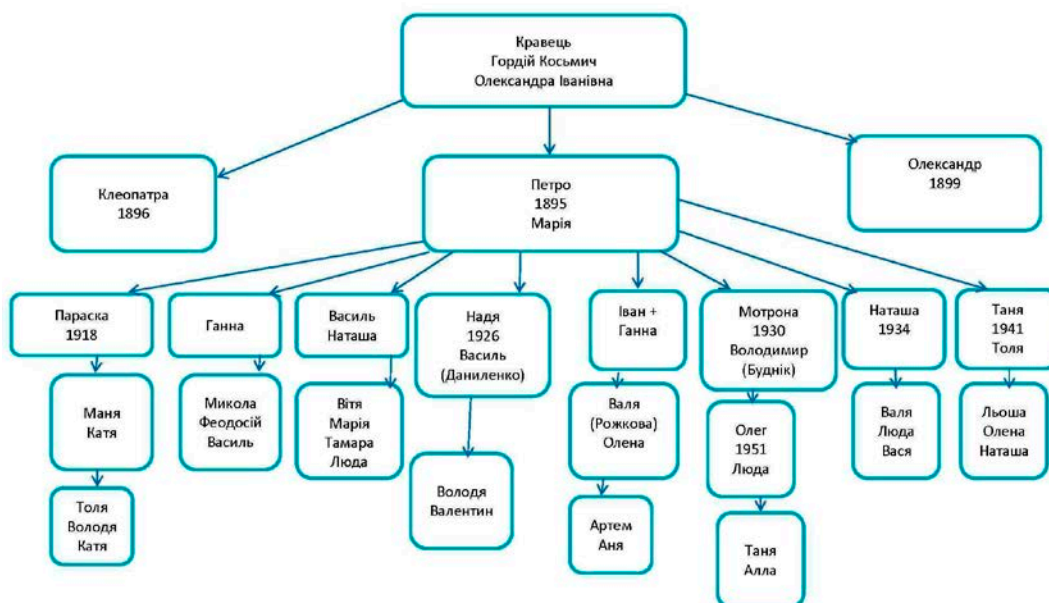 Кравець
Гордій Косьмич
Олександра Іванівна
Клеопатра
1896
Петро
1895
Марія
Олександр
1899
Параска
1918
Ганна
Василь
Наташа
Надя
1926
Василь
(Даниленко)
Іван +
Ганна
Мотрона
1930
Володимир
(Буднік)
Наташа
1934
Таня
1941
Толя
Маня
Катя
Микола
Феодосій
Василь
Вітя
Марія
Тамара
Люда
Володя
Валентин
Валя
(Рожкова)
Олена
Олег
1951
Люда
Валя
Люда
Вася
Льоша
Олена
Наташа
Толя
Володя
Катя
Артем
Аня
Таня
Алла